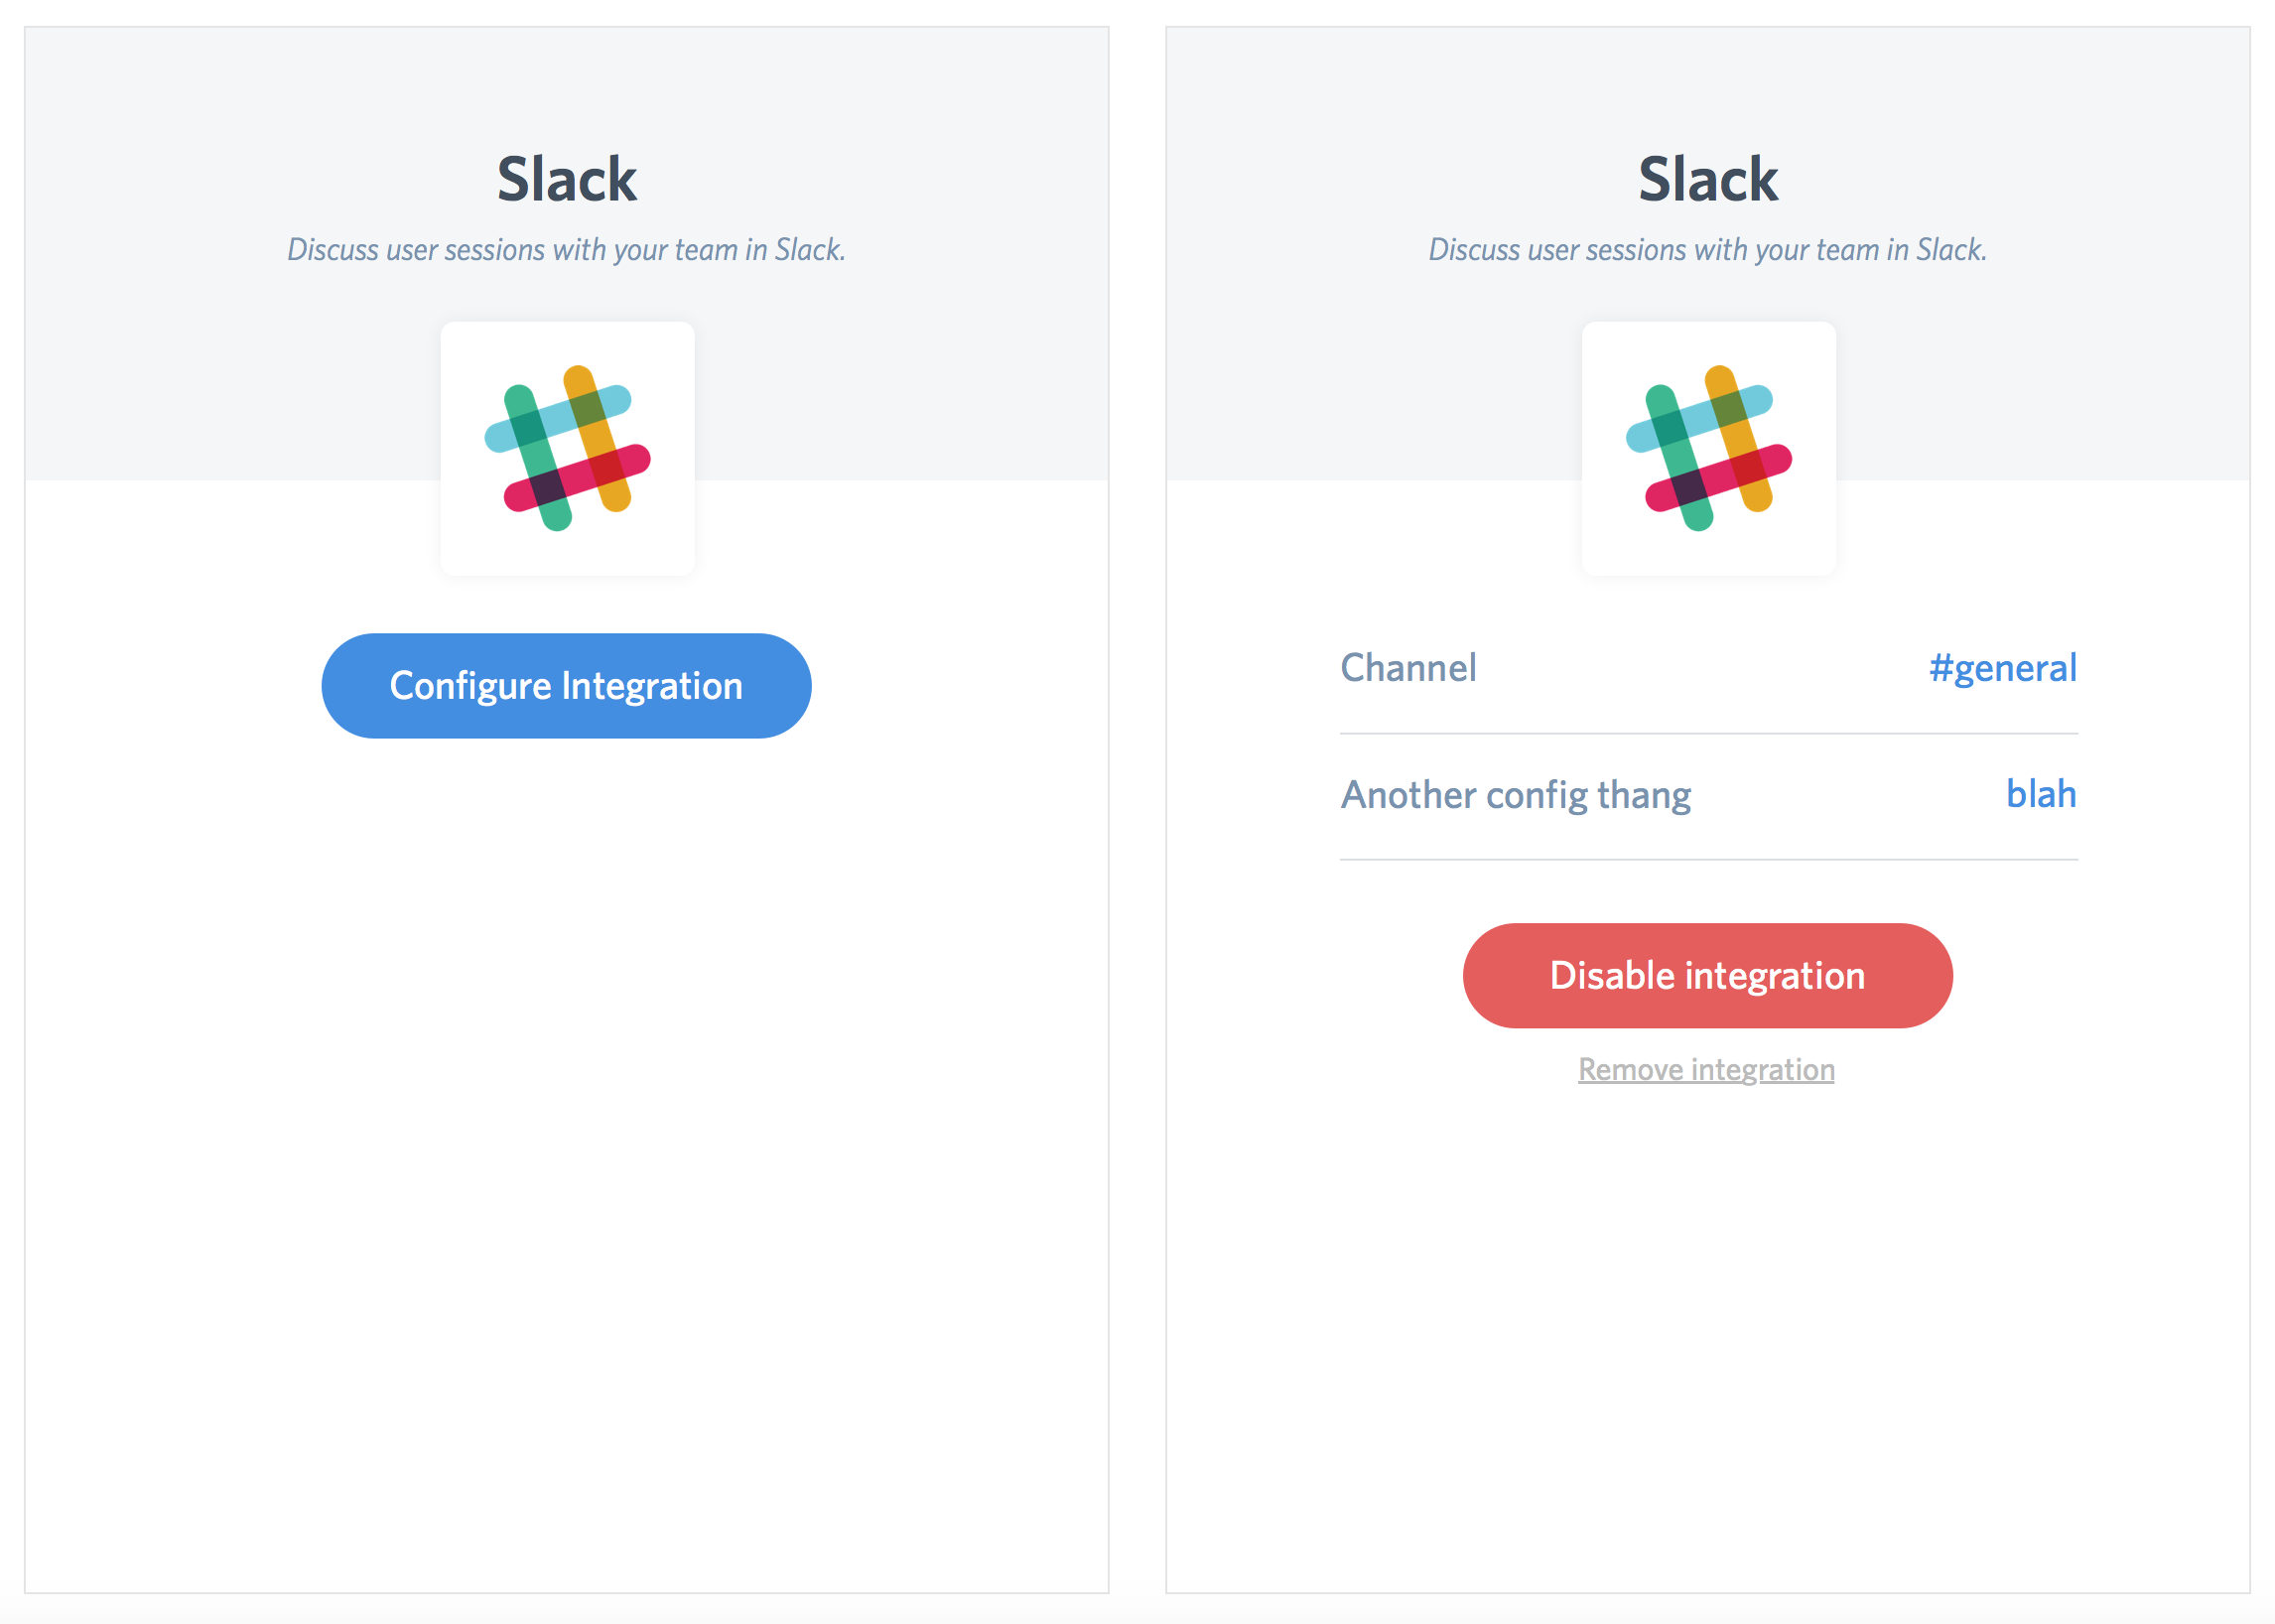 Slack
Discuss user sessions with your team in Slack.
Configure Integration
Slack
Discuss user sessions with your team in Slack.
Channel #general
Another config thang blah
Disable integration
Remove integration